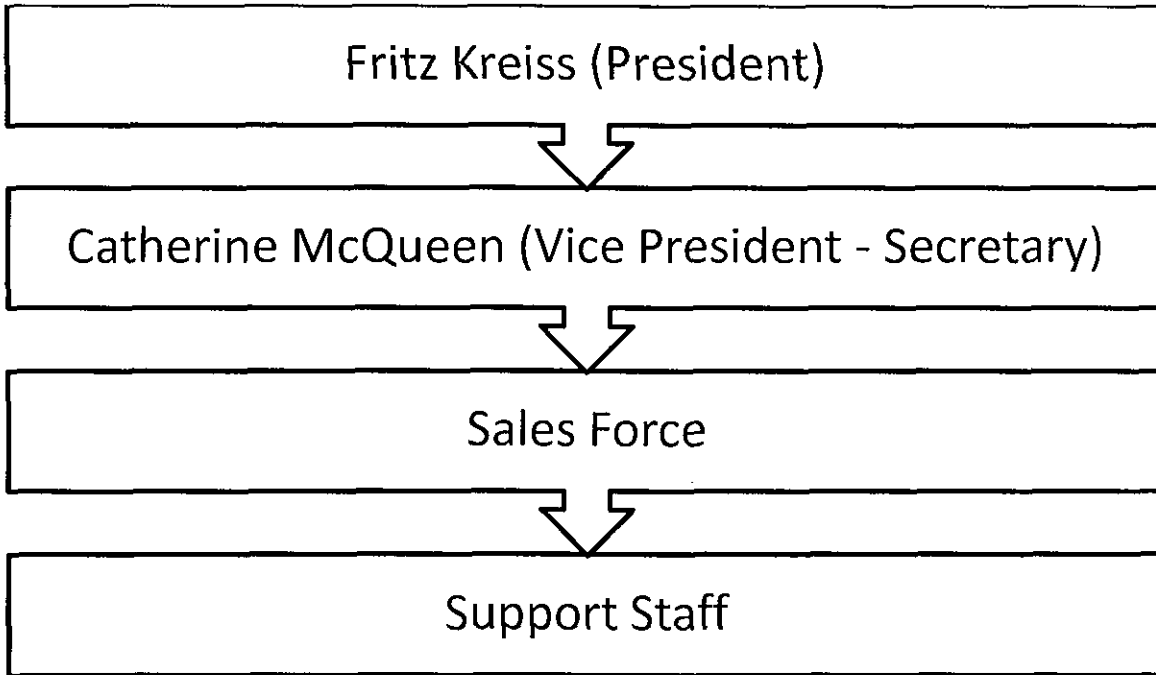 Fritz Kreiss (President)
Catherine McQueen (Vice President - Secretary)
Sales Force
Support Staff